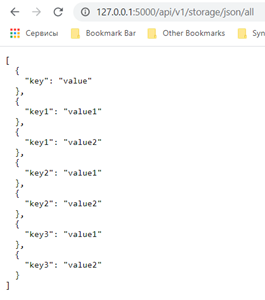 127.0.0.1:5000/api/v1/storage/json/all
Сервисы Bookmark Bar Other Bookmarks Syn
[
  {
    "key": "value"
  },
  {
    "key1": "value1"
  },
  {
    "key1": "value2"
  },
  {
    "key2": "value1"
  },
  {
    "key2": "value2"
  },
  {
    "key3": "value1"
  },
  {
    "key3": "value2"
  }
]